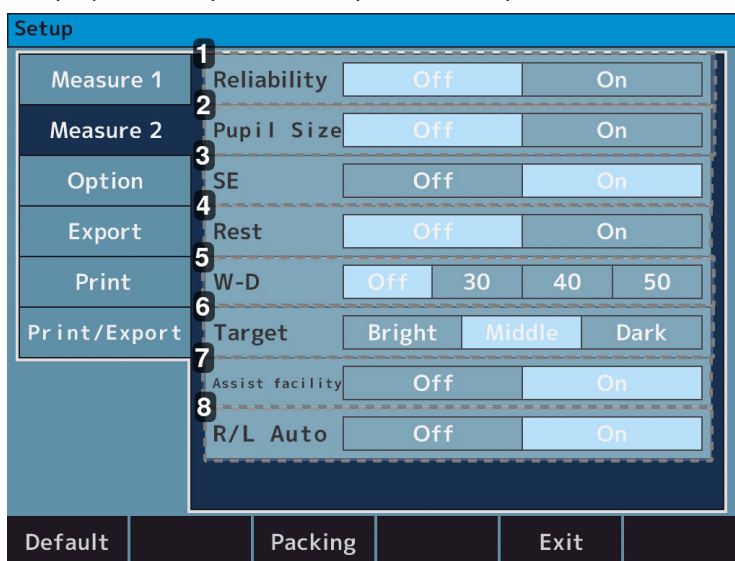 Setup
Measure 1
Measure 2
Option
Export
Print
Print/Export
1
Reliability Off On
2
Pupil Size Off On
3
SE Off On
4
Rest Off On
5
W-D Off 30 40 50
6
Target Bright Middle Dark
7
Assist facility Off On
8
R/L Auto Off On
Default Packing Exit